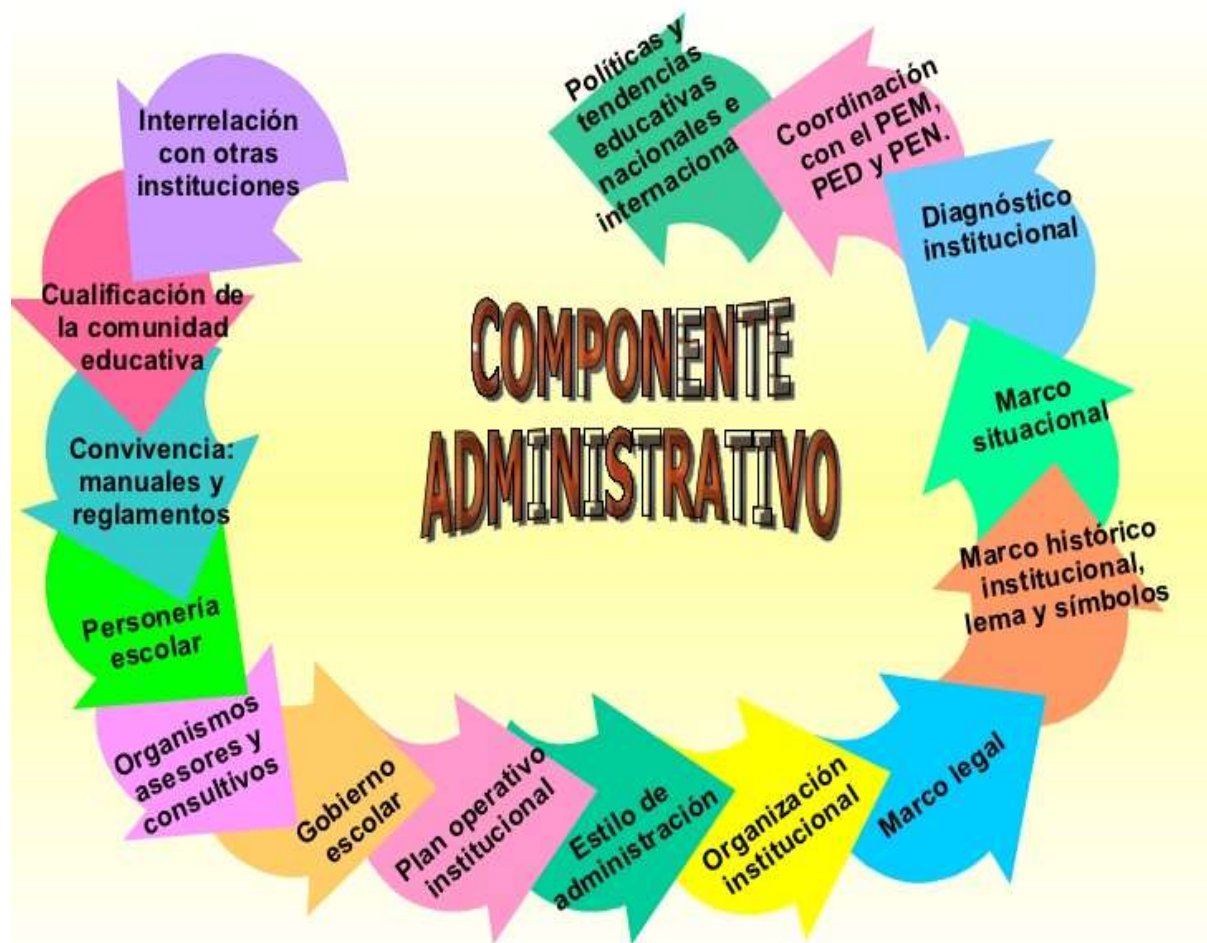 Interrelación
con otras
instituciones
Cualificación de
la comunidad
educativa
Convivencia:
manuales y
reglamentos
Personería
escolar
Organismos
asesores y
consultivos
Gobierno
escolar
Plan operativo
institucional
Estilo de
administración
Organización
institucional
Marco legal
Marco histórico
institucional,
lema y símbolos
Marco
situacional
Diagnóstico
institucional
Coordinación
con el PEM,
PED y PEN.
Políticas y
tendencias
educativas
nacionales e
internaciona
COMPONENTE
ADMINISTRATIVO